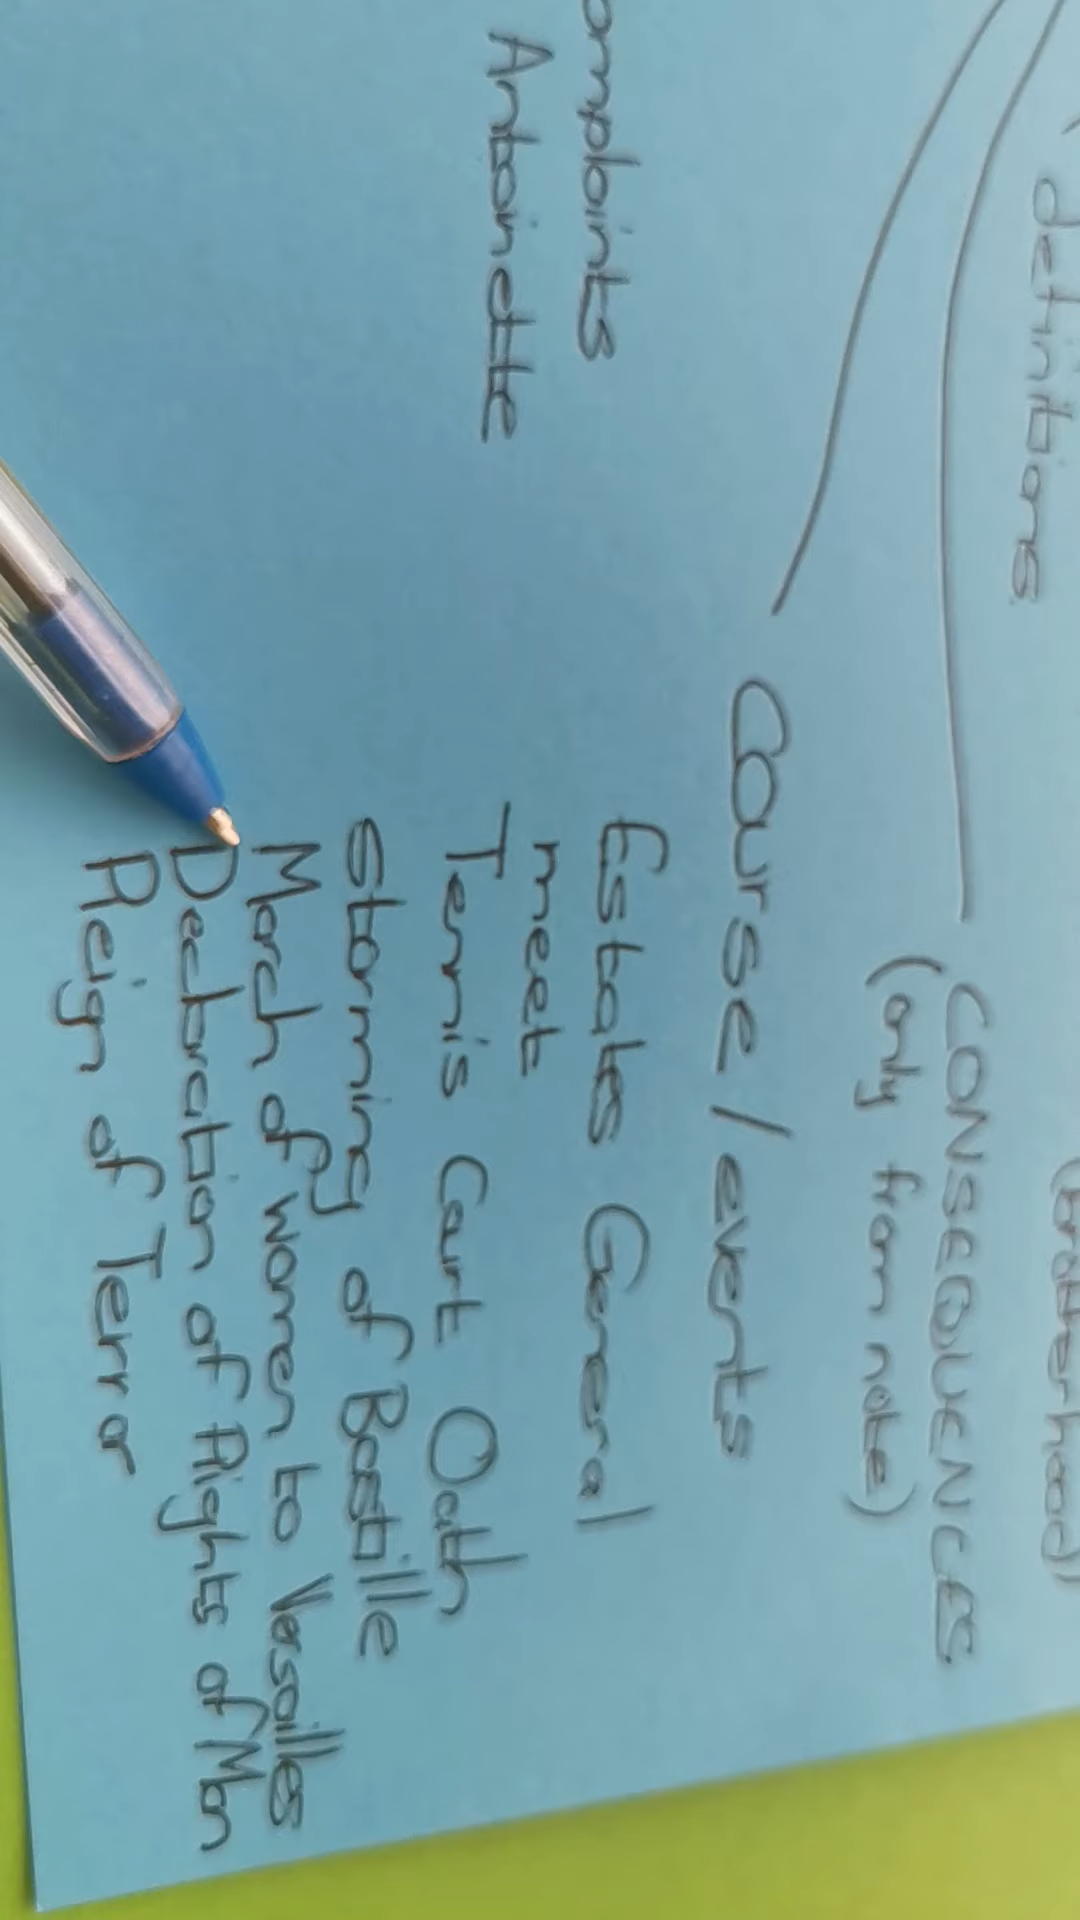 definitions
(brotherhood)
CONSEQUENCES
(only from note)
Course / events
Estates General
meet
Tennis Court Oath
storming of Bastille
March of women to Versailles
Declaration of Rights of Man
Reign of Terror
omplaints
Antoinette